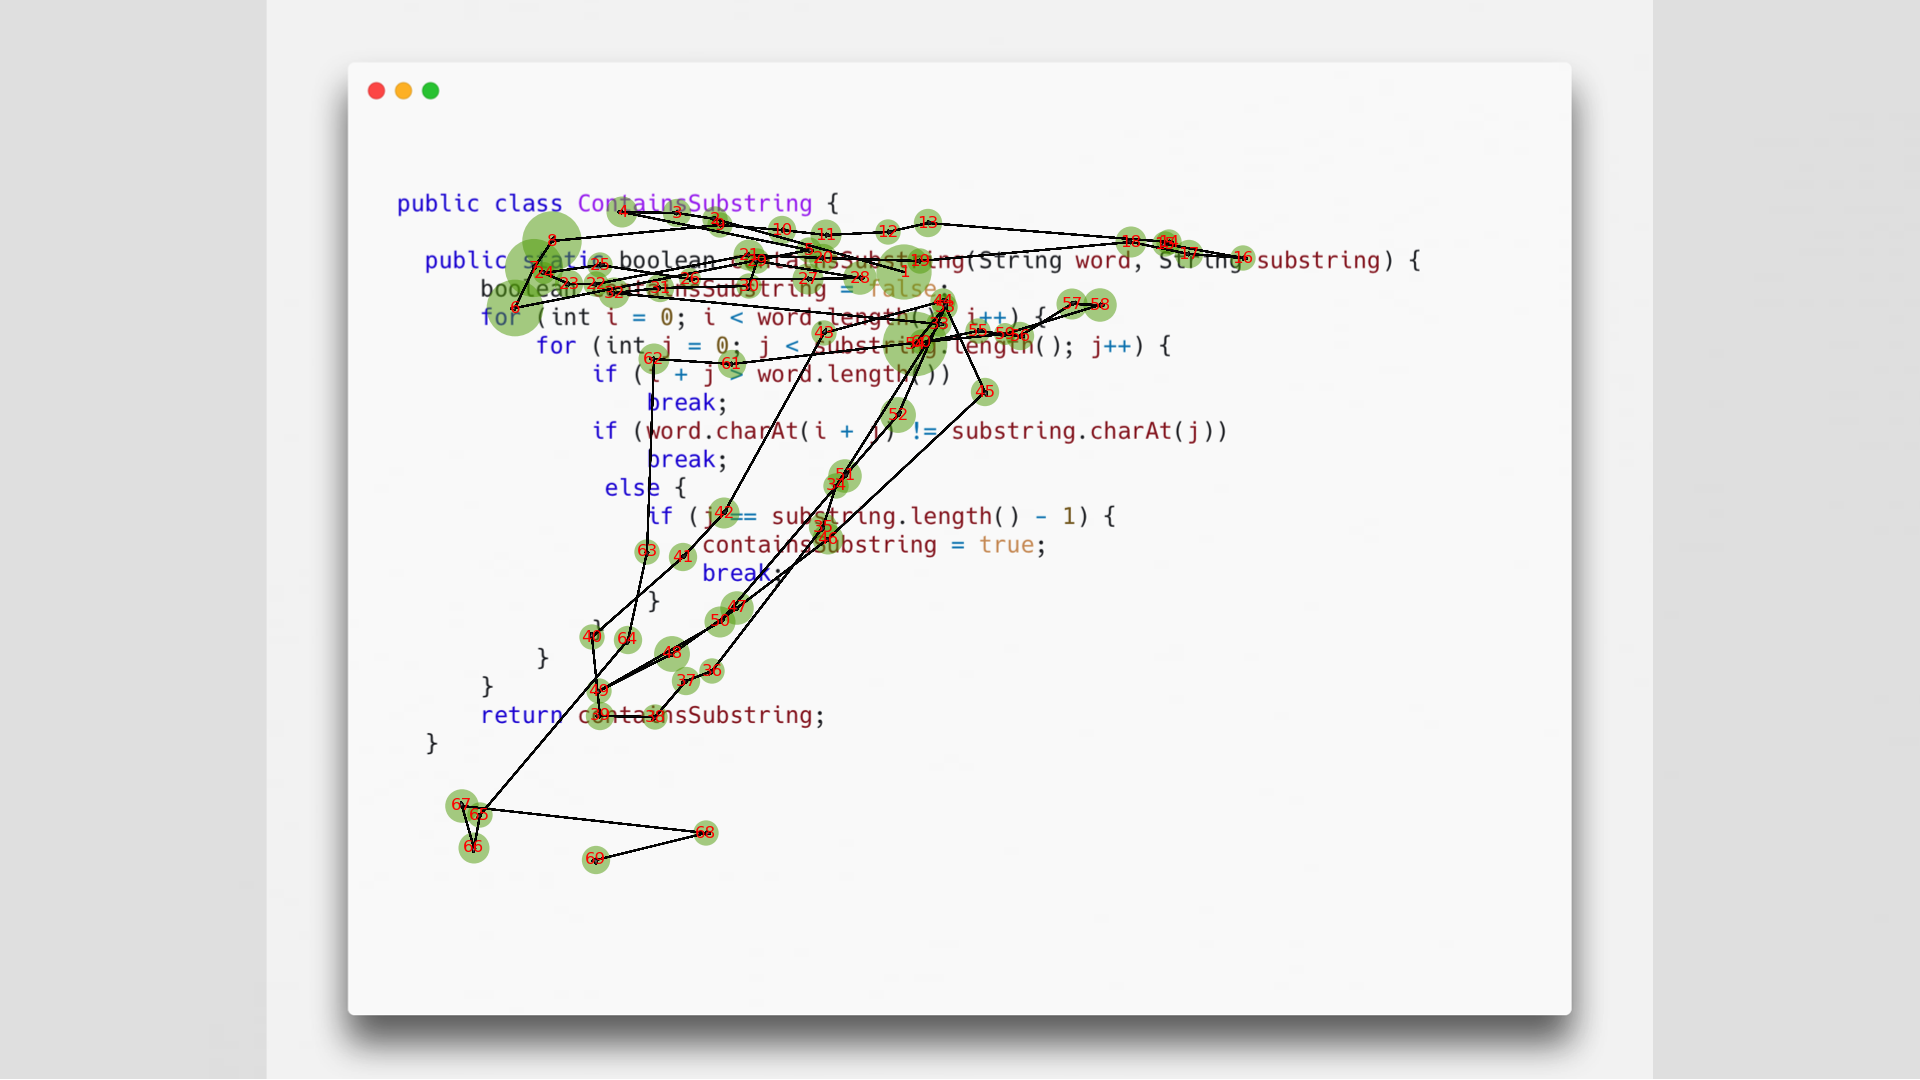 public class ContainsSubstring {
public static boolean containsSubstring(String word, String substring) {
boolean containsSubstring = false;
for (int i = 0; i < word.length(); i++) {
for (int j = 0; j < substring.length(); j++) {
if (i + j > word.length())
break;
if (word.charAt(i + j) != substring.charAt(j))
break;
else {
if (j == substring.length() - 1) {
containsSubstring = true;
break;
}
}
}
}
return containsSubstring;
}